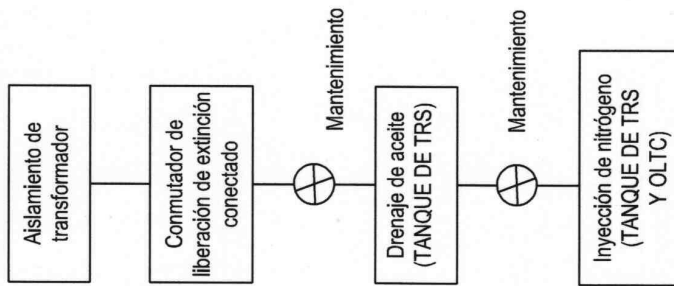 Aislamiento de
transformador
Conmutador de
liberación de extinción
conectado
Mantenimiento
Drenaje de aceite
(TANQUE DE TRS)
Mantenimiento
Inyección de nitrógeno
(TANQUE DE TRS
Y OLTC)